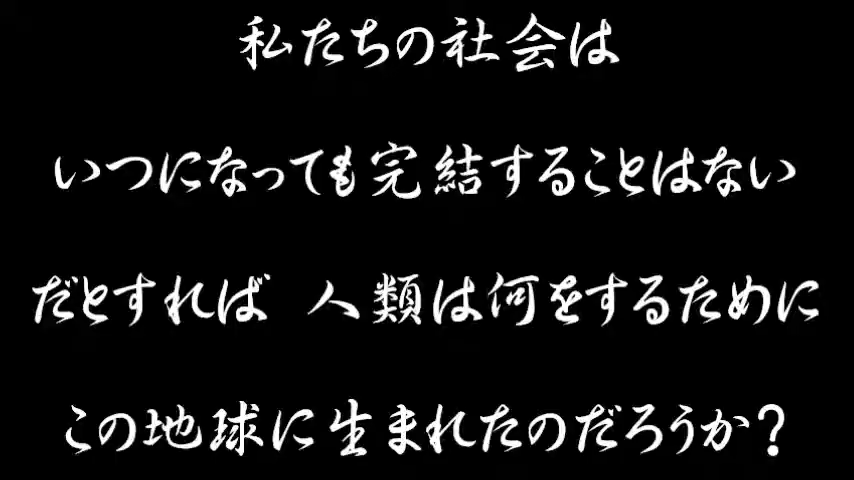 私たちの社会は
いつになっても完結することはない
だとすれば 人類は何をするために
この地球に生まれたのだろうか?